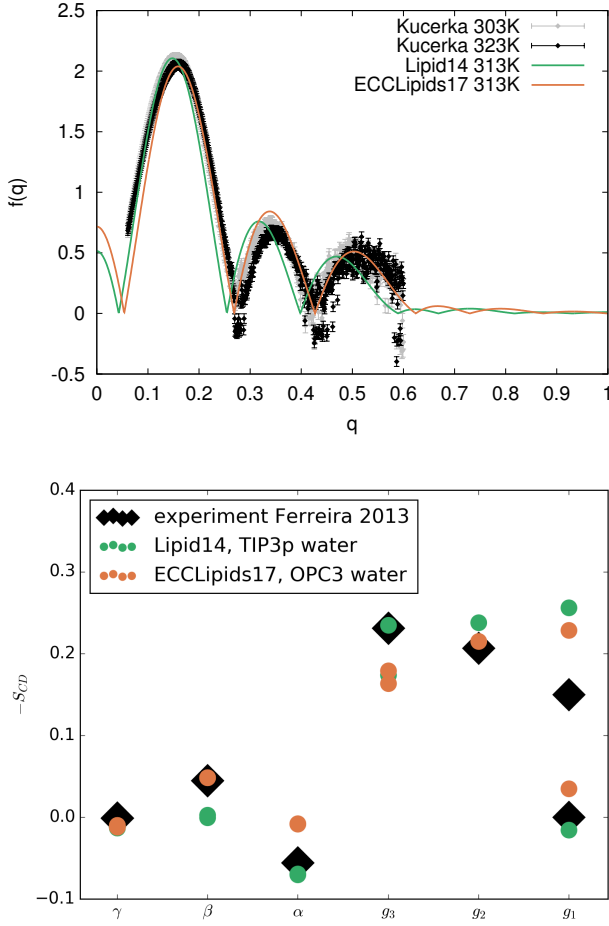 2.5
2
1.5
1
0.5
0
-0.5
f(q)
Kucerka 303K
Kucerka 323K
Lipid14 313K
ECCLipids17 313K
0 0.1 0.2 0.3 0.4 0.5 0.6 0.7 0.8 0.9 1
q
0.4
0.3
0.2
0.1
0.0
−0.1
−S_CD
experiment Ferreira 2013
Lipid14, TIP3p water
ECCLipids17, OPC3 water
γ β α g₃ g₂ g₁